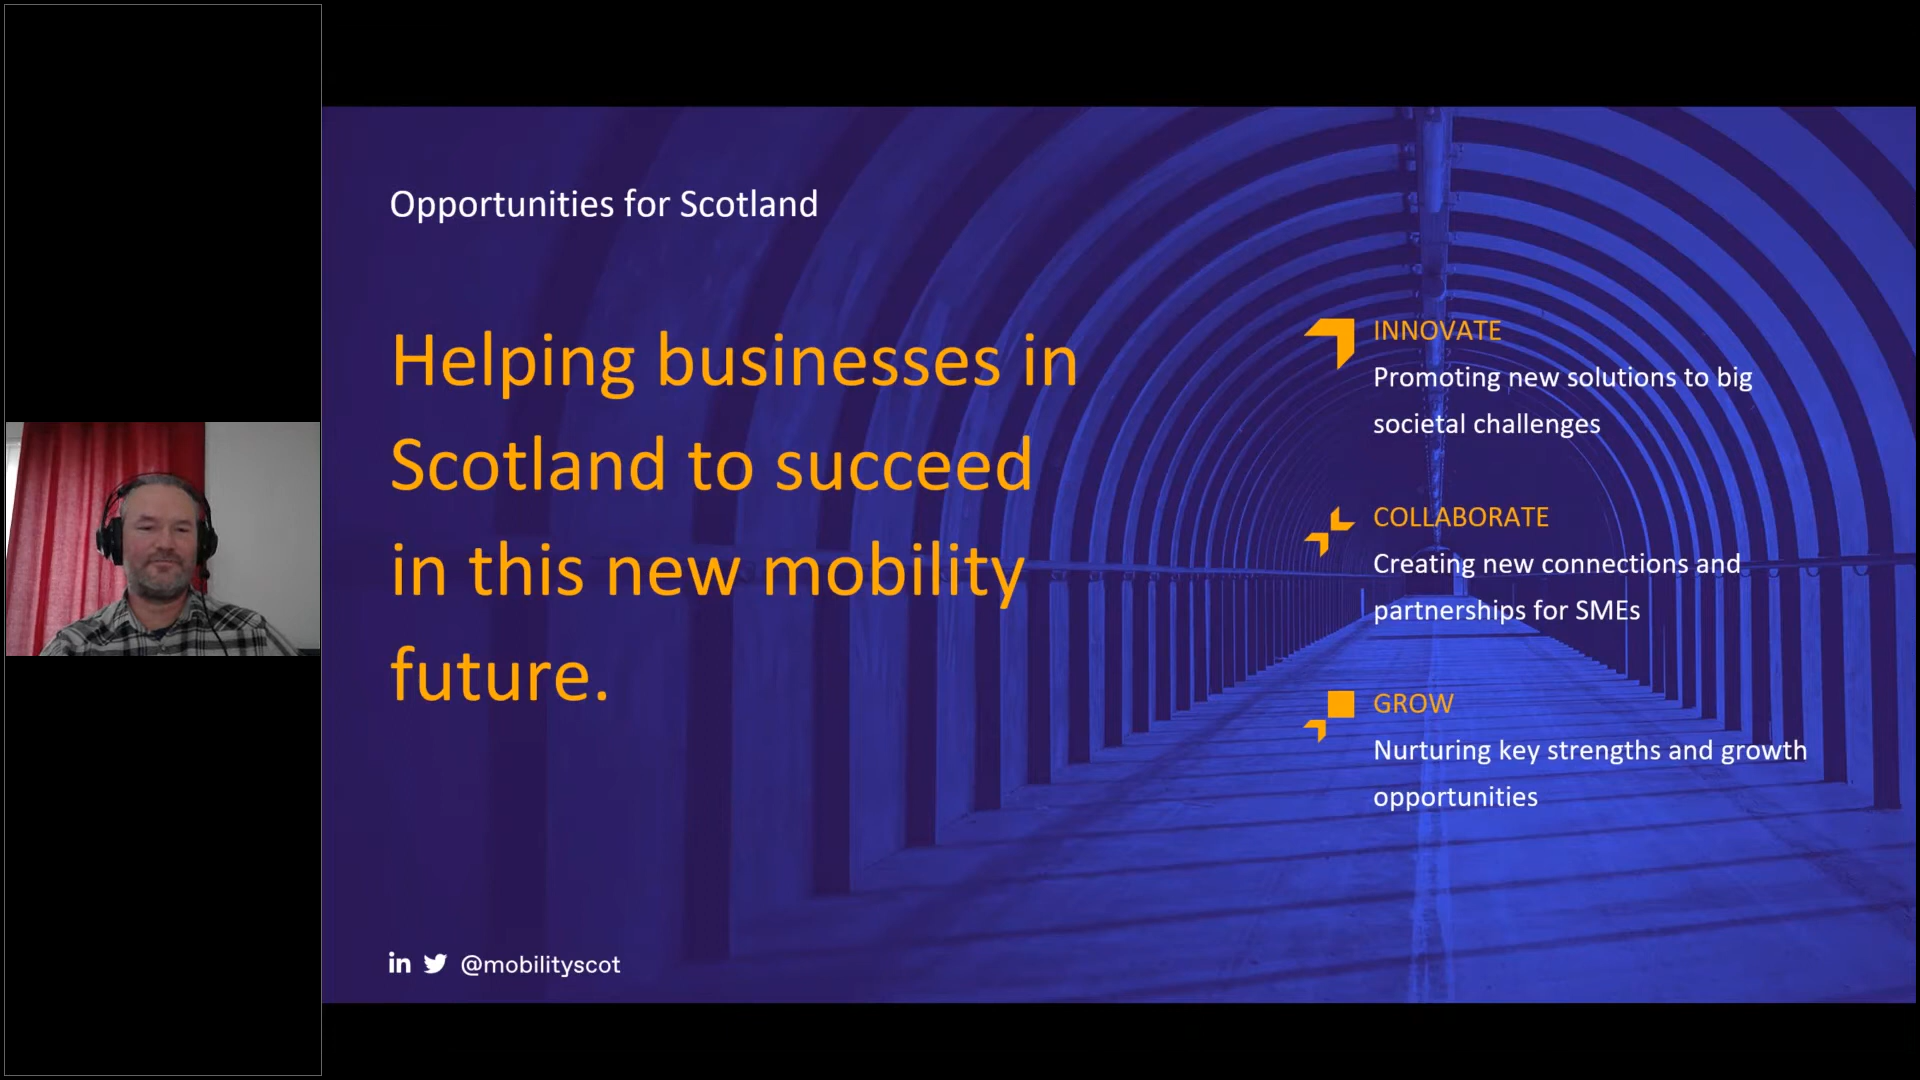 Opportunities for Scotland
Helping businesses in
Scotland to succeed
in this new mobility
future.
INNOVATE
Promoting new solutions to big
societal challenges
COLLABORATE
Creating new connections and
partnerships for SMEs
GROW
Nurturing key strengths and growth
opportunities
in @mobilityscot